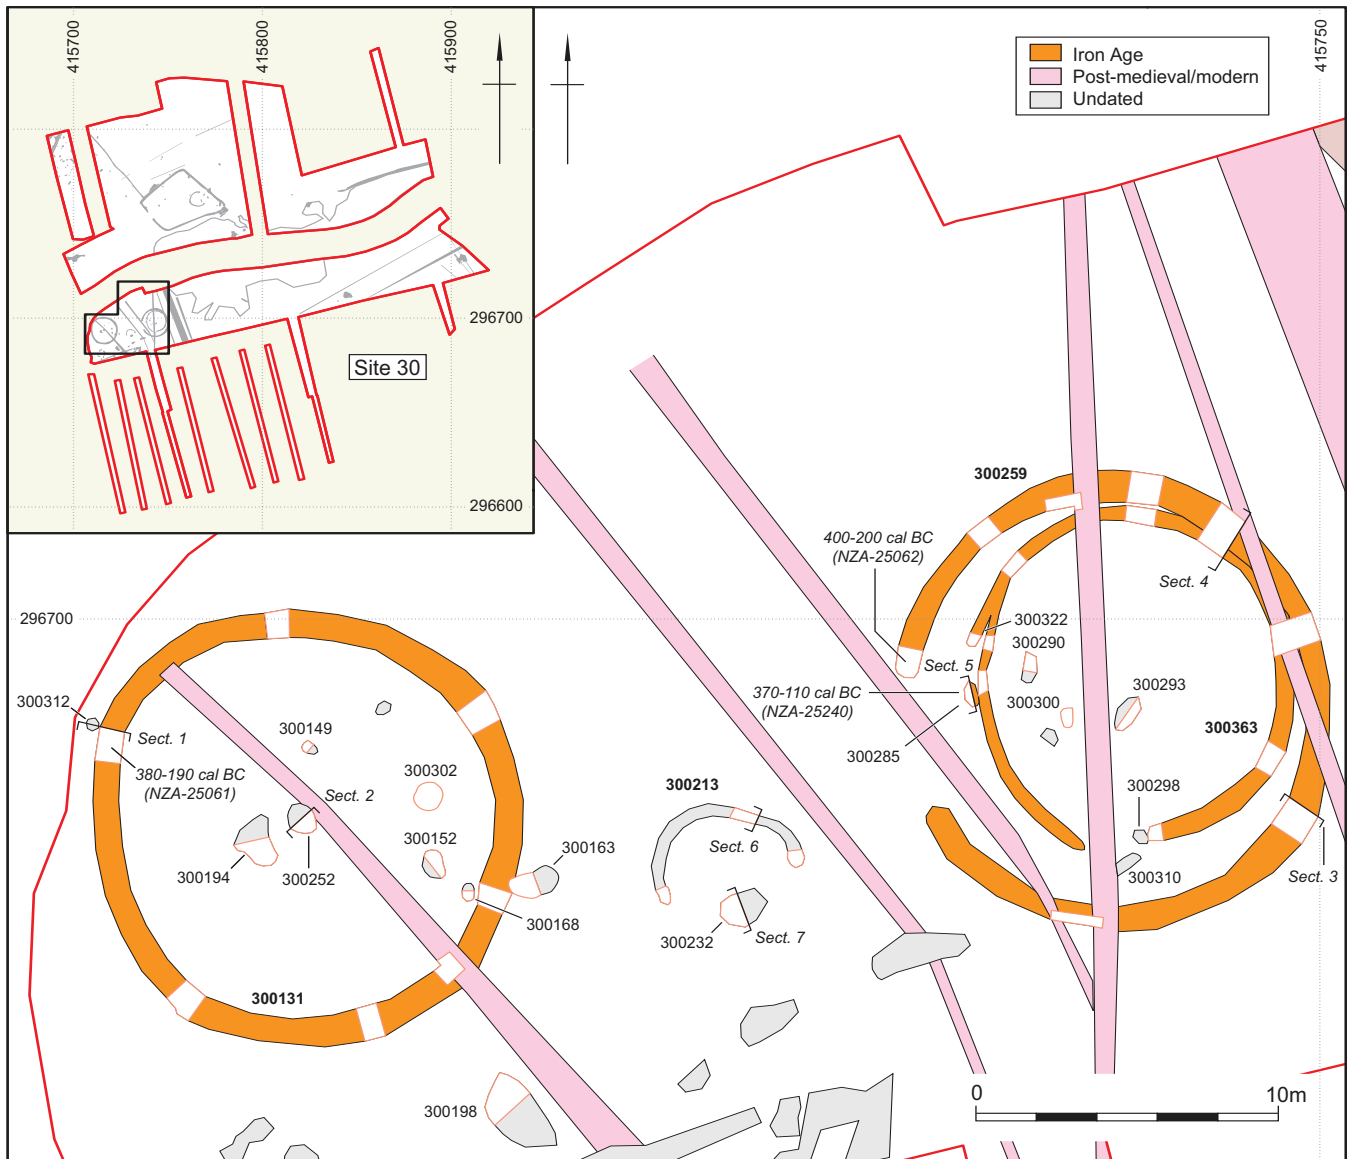 415700
415800
415900
296700
Site 30
296600
Iron Age
Post-medieval/modern
Undated
415750
300259
400-200 cal BC
(NZA-25062)
Sect. 4
296700
300322
300290
Sect. 5
300312
370-110 cal BC
(NZA-25240)
300300
300293
Sect. 1
300149
300363
300285
380-190 cal BC
(NZA-25061)
300302
300213
300298
Sect. 2
300152
300163
Sect. 6
300194
300252
300310
Sect. 3
300168
300232
Sect. 7
300131
0
10m
300198